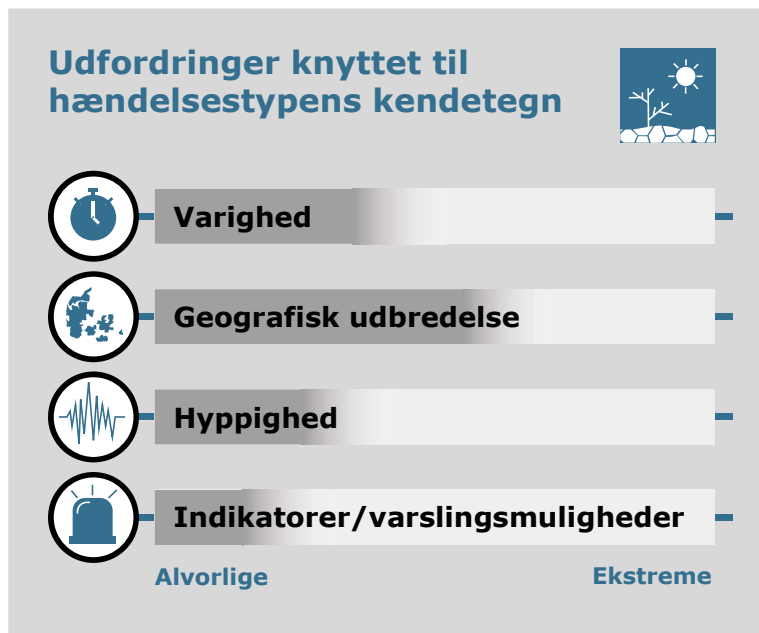 Udfordringer knyttet til
hændelsestypens kendetegn
Varighed
Geografisk udbredelse
Hyppighed
Indikatorer/varslingsmuligheder
Alvorlige
Ekstreme